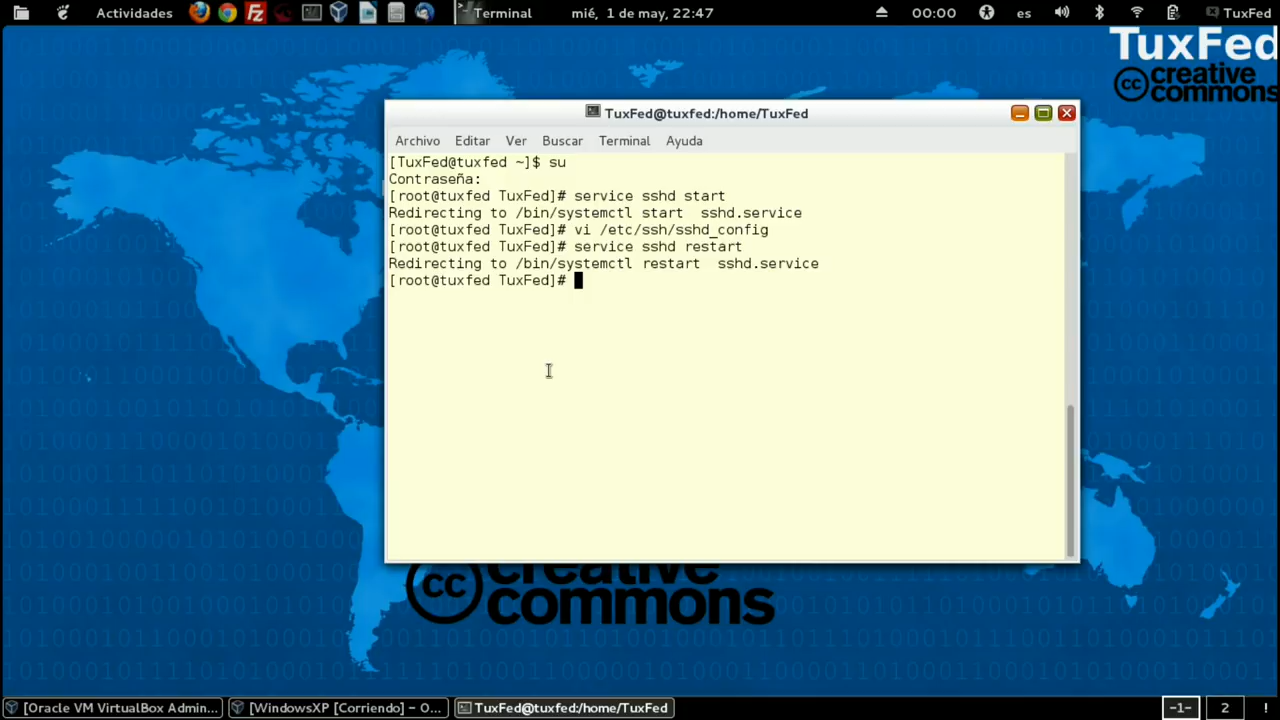 Actividades
Terminal
mié, 1 de may, 22:47
00:00
es
TuxFed
TuxFed
cc creative commons
TuxFed@tuxfed:/home/TuxFed
Archivo Editar Ver Buscar Terminal Ayuda
[TuxFed@tuxfed ~]$ su
Contraseña:
[root@tuxfed TuxFed]# service sshd start
Redirecting to /bin/systemctl start  sshd.service
[root@tuxfed TuxFed]# vi /etc/ssh/sshd_config
[root@tuxfed TuxFed]# service sshd restart
Redirecting to /bin/systemctl restart  sshd.service
[root@tuxfed TuxFed]#
cc creative
commons
[Oracle VM VirtualBox Admin...
[WindowsXP [Corriendo] – O...
TuxFed@tuxfed:/home/TuxFed
-1-
2
!